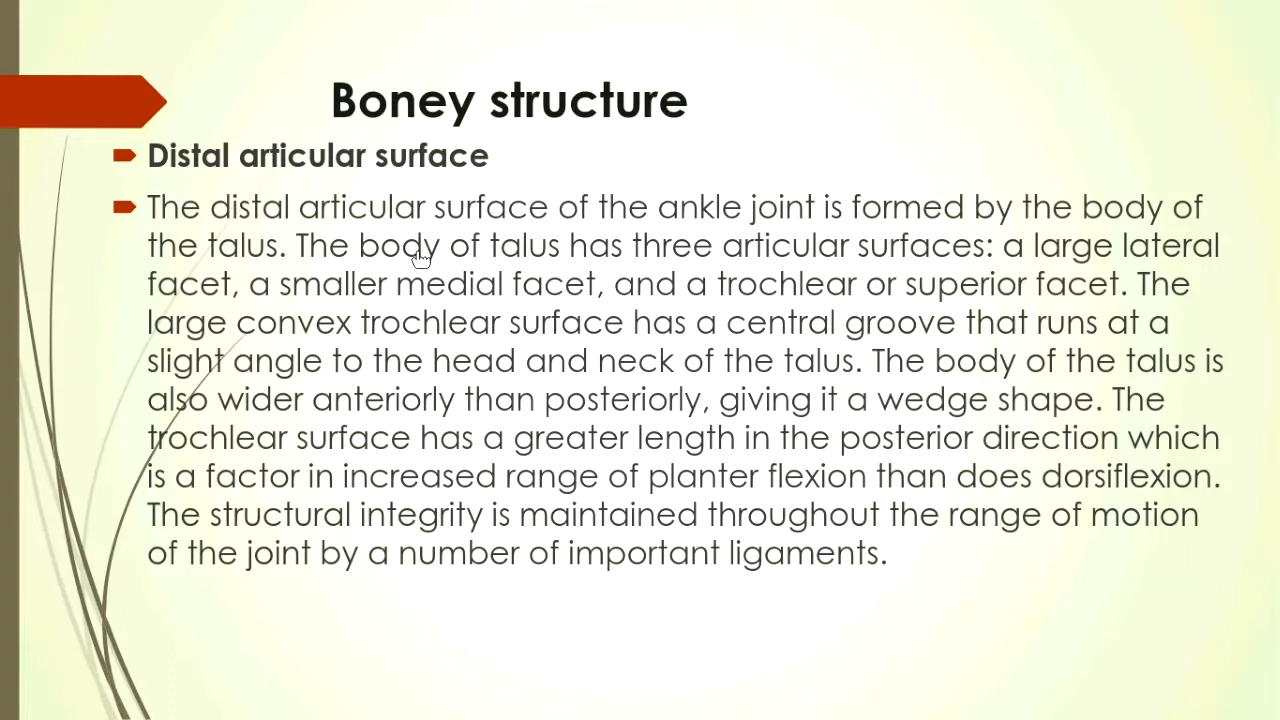 Boney structure
Distal articular surface
The distal articular surface of the ankle joint is formed by the body of
the talus. The body of talus has three articular surfaces: a large lateral
facet, a smaller medial facet, and a trochlear or superior facet. The
large convex trochlear surface has a central groove that runs at a
slight angle to the head and neck of the talus. The body of the talus is
also wider anteriorly than posteriorly, giving it a wedge shape. The
trochlear surface has a greater length in the posterior direction which
is a factor in increased range of planter flexion than does dorsiflexion.
The structural integrity is maintained throughout the range of motion
of the joint by a number of important ligaments.